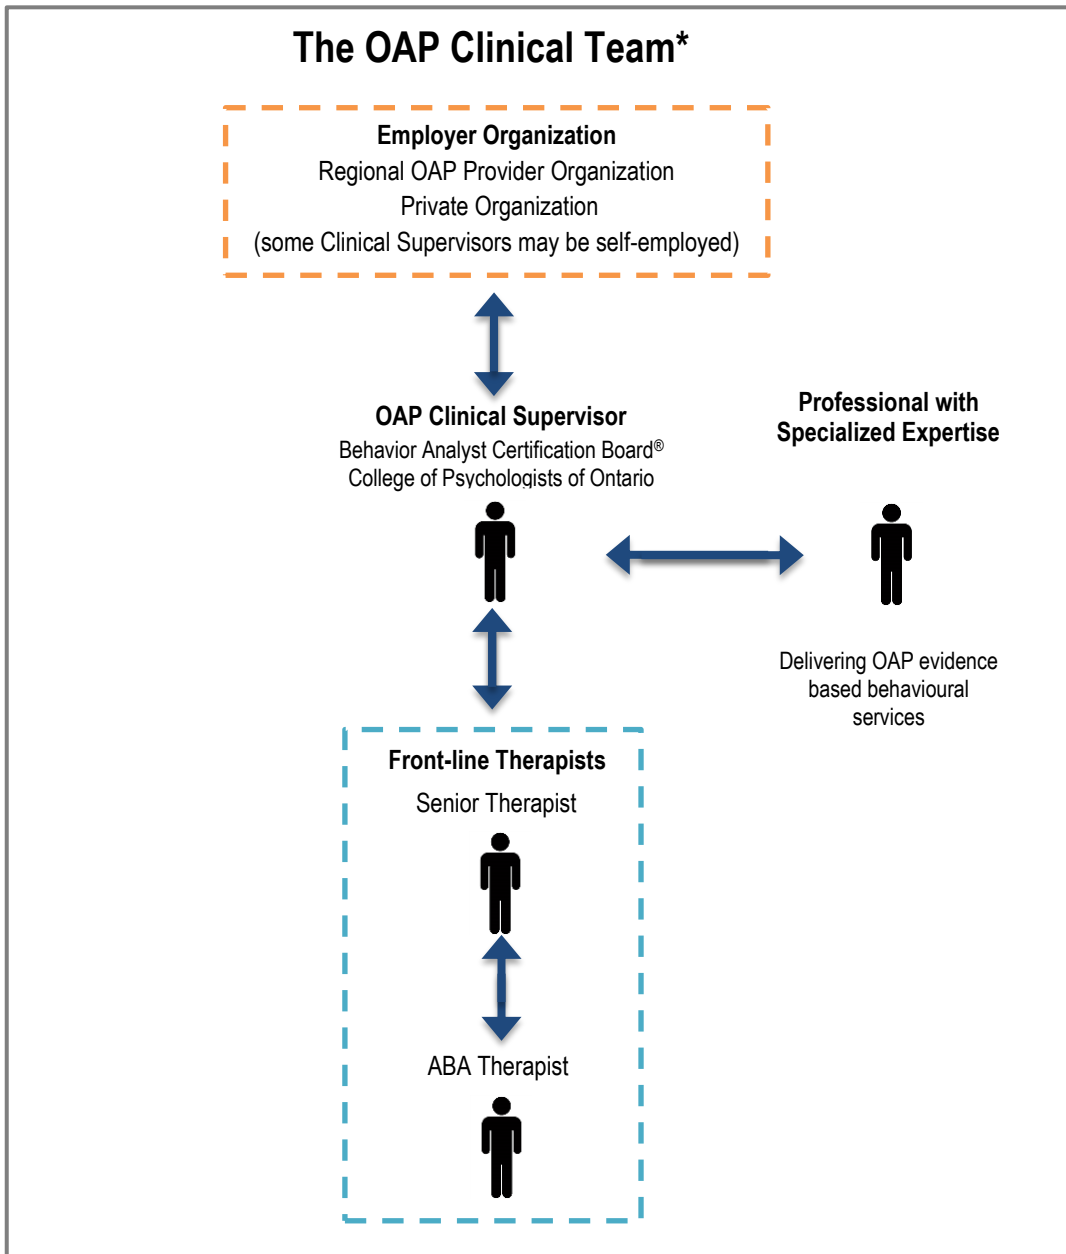 The OAP Clinical Team*
Employer Organization
Regional OAP Provider Organization
Private Organization
(some Clinical Supervisors may be self-employed)
OAP Clinical Supervisor
Behavior Analyst Certification Board®
College of Psychologists of Ontario
Professional with
Specialized Expertise
Delivering OAP evidence
based behavioural
services
Front-line Therapists
Senior Therapist
ABA Therapist